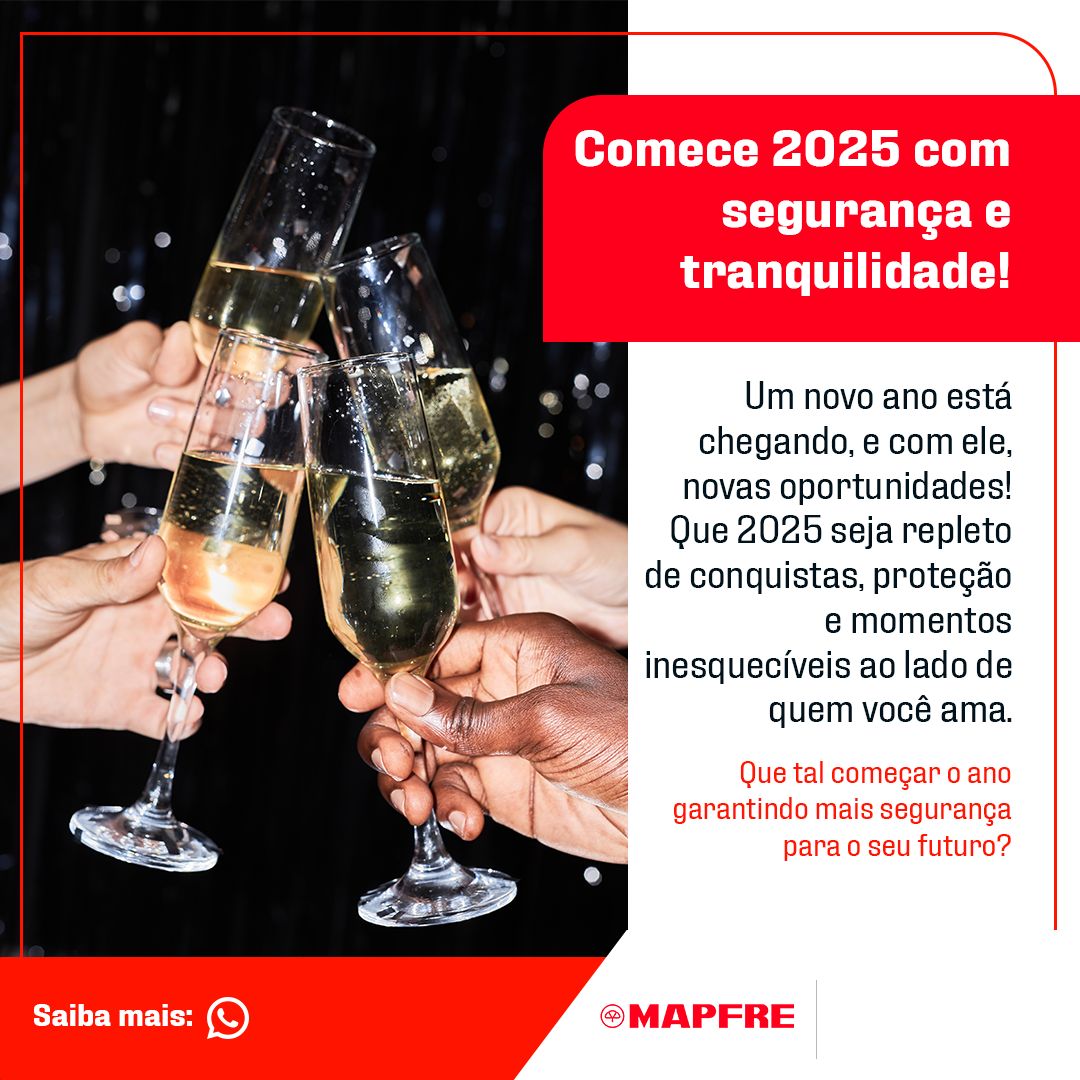 Comece 2025 com
segurança e
tranquilidade!
Um novo ano está
chegando, e com ele,
novas oportunidades!
Que 2025 seja repleto
de conquistas, proteção
e momentos
inesquecíveis ao lado de
quem você ama.
Que tal começar o ano
garantindo mais segurança
para o seu futuro?
Saiba mais:
MAPFRE